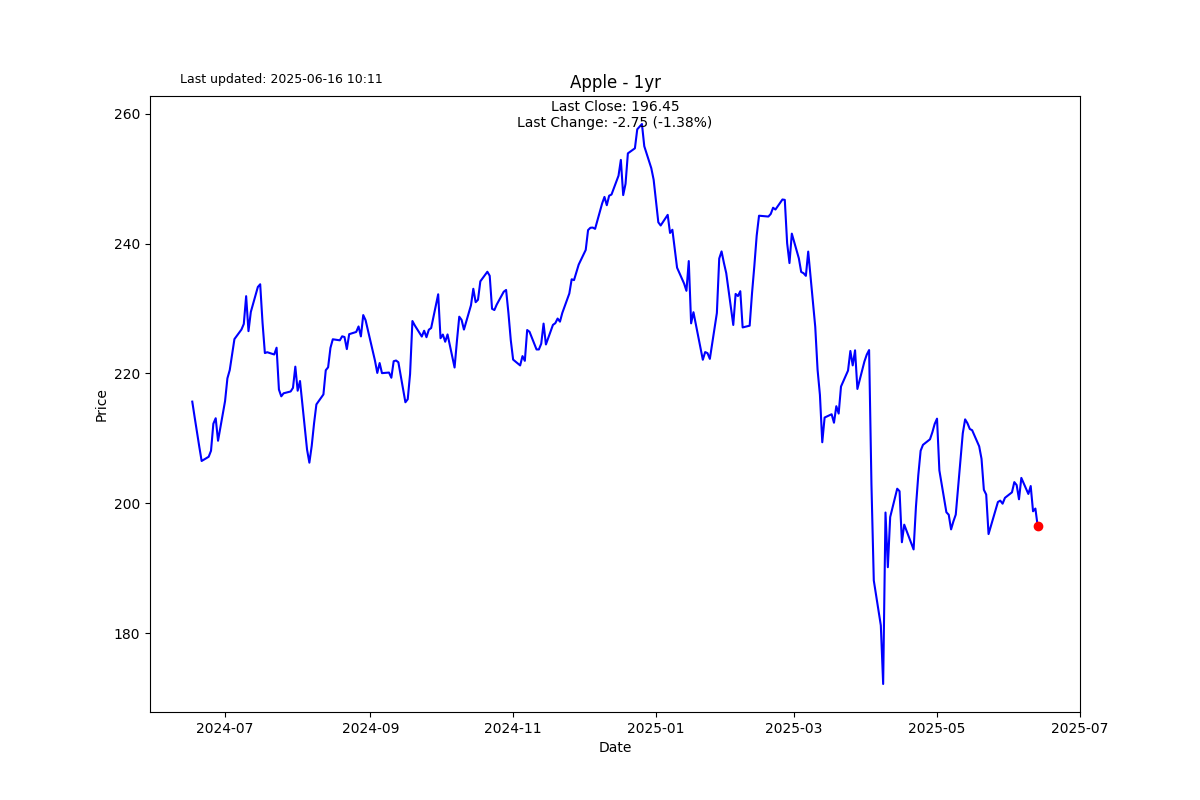 Last updated: 2025-06-16 10:11
Apple - 1yr
Last Close: 196.45
Last Change: -2.75 (-1.38%)
260
240
220
200
180
Price
2024-07
2024-09
2024-11
2025-01
2025-03
2025-05
2025-07
Date